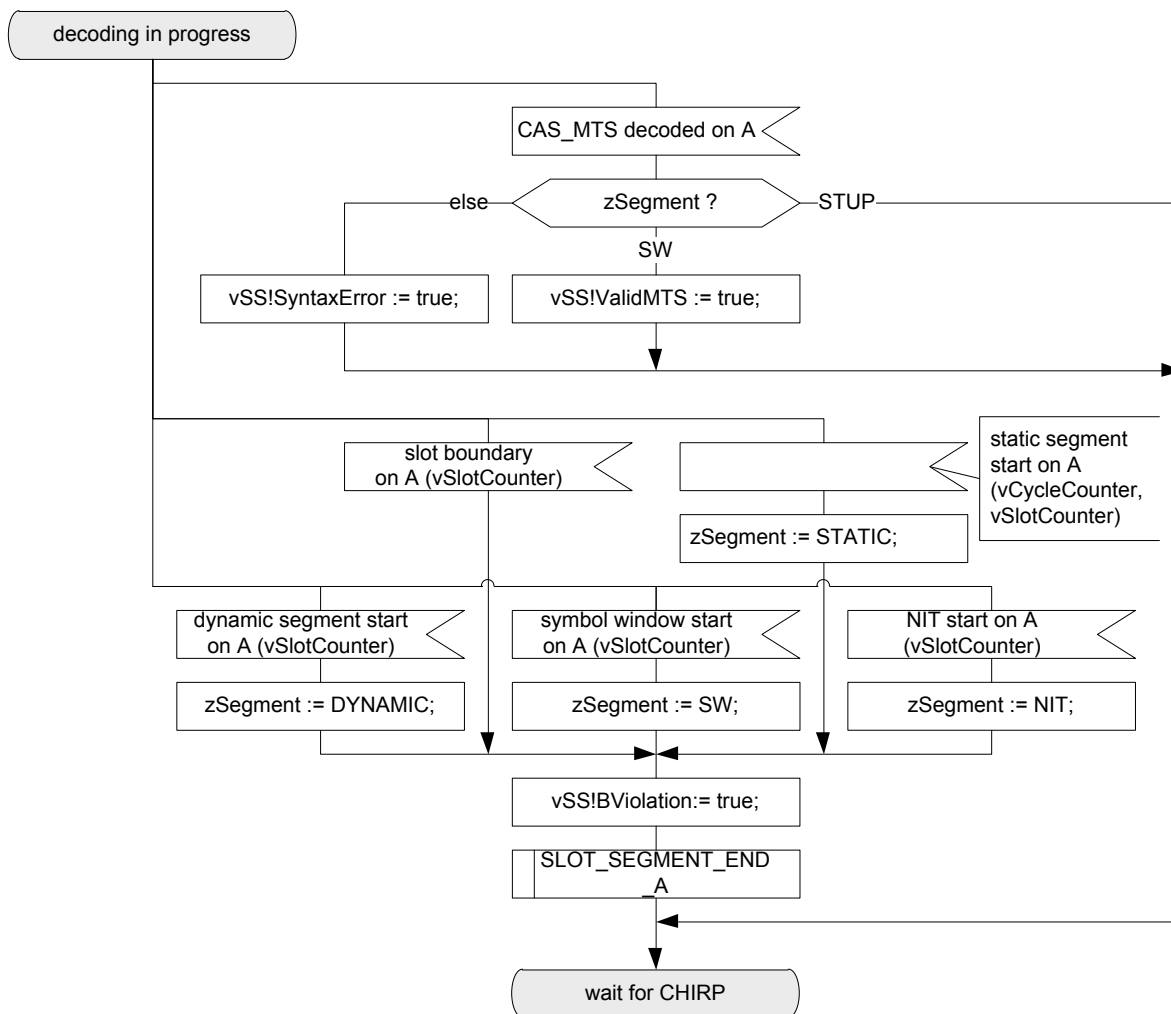 decoding in progress
CAS_MTS decoded on A
else
zSegment ?
STUP
SW
vSS!SyntaxError := true;
vSS!ValidMTS := true;
slot boundary
on A (vSlotCounter)
static segment
start on A
(vCycleCounter,
vSlotCounter)
zSegment := STATIC;
dynamic segment start
on A (vSlotCounter)
symbol window start
on A (vSlotCounter)
NIT start on A
(vSlotCounter)
zSegment := DYNAMIC;
zSegment := SW;
zSegment := NIT;
vSS!BViolation:= true;
SLOT_SEGMENT_END
_A
wait for CHIRP